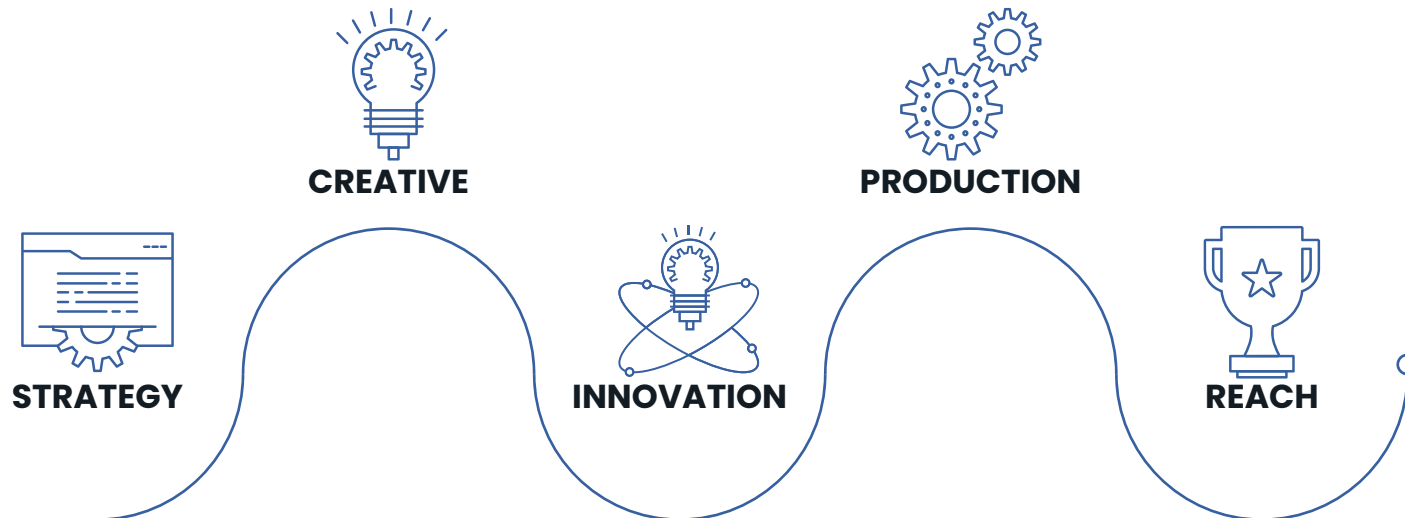 STRATEGY
CREATIVE
INNOVATION
PRODUCTION
REACH